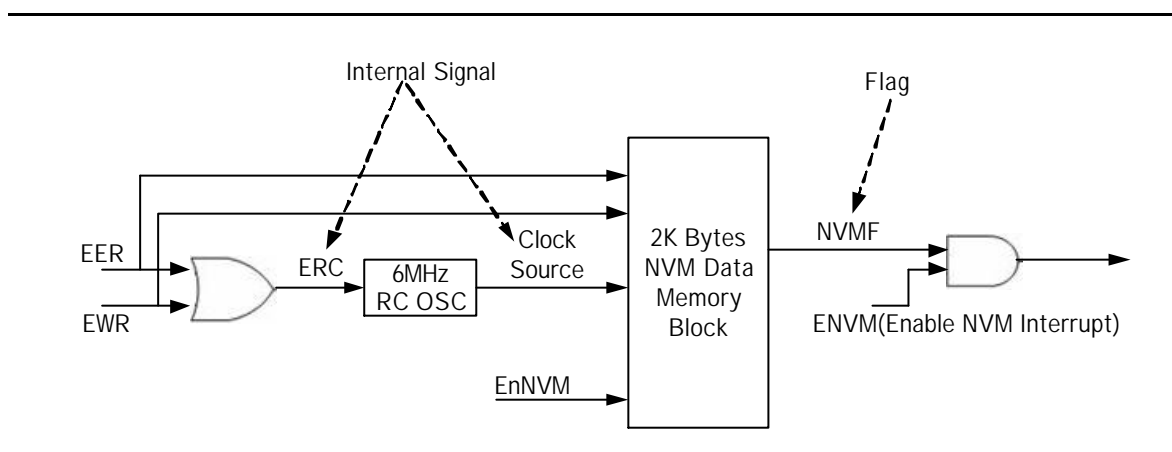 Internal Signal
Flag
EER
EWR
ERC
6MHz
RC OSC
Clock
Source
2K Bytes
NVM Data
Memory
Block
NVMF
ENVM(Enable NVM Interrupt)
EnNVM